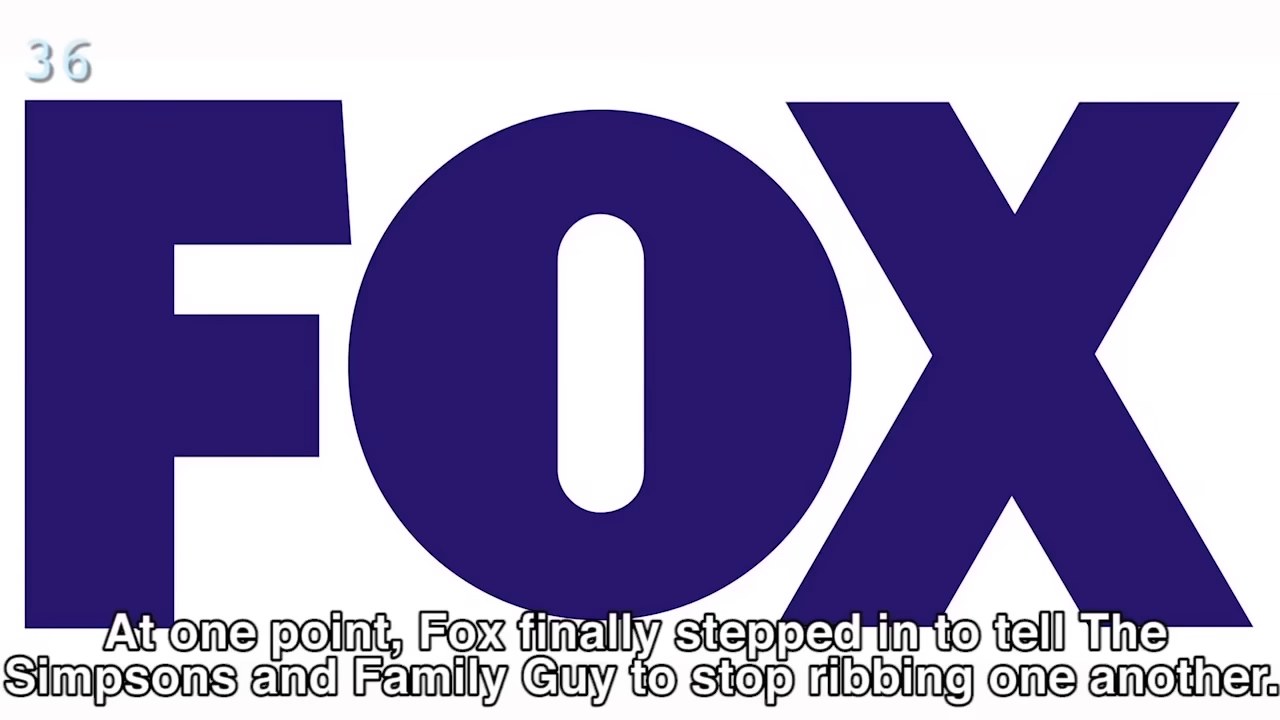 36
FOX
At one point, Fox finally stepped in to tell The
Simpsons and Family Guy to stop ribbing one another.